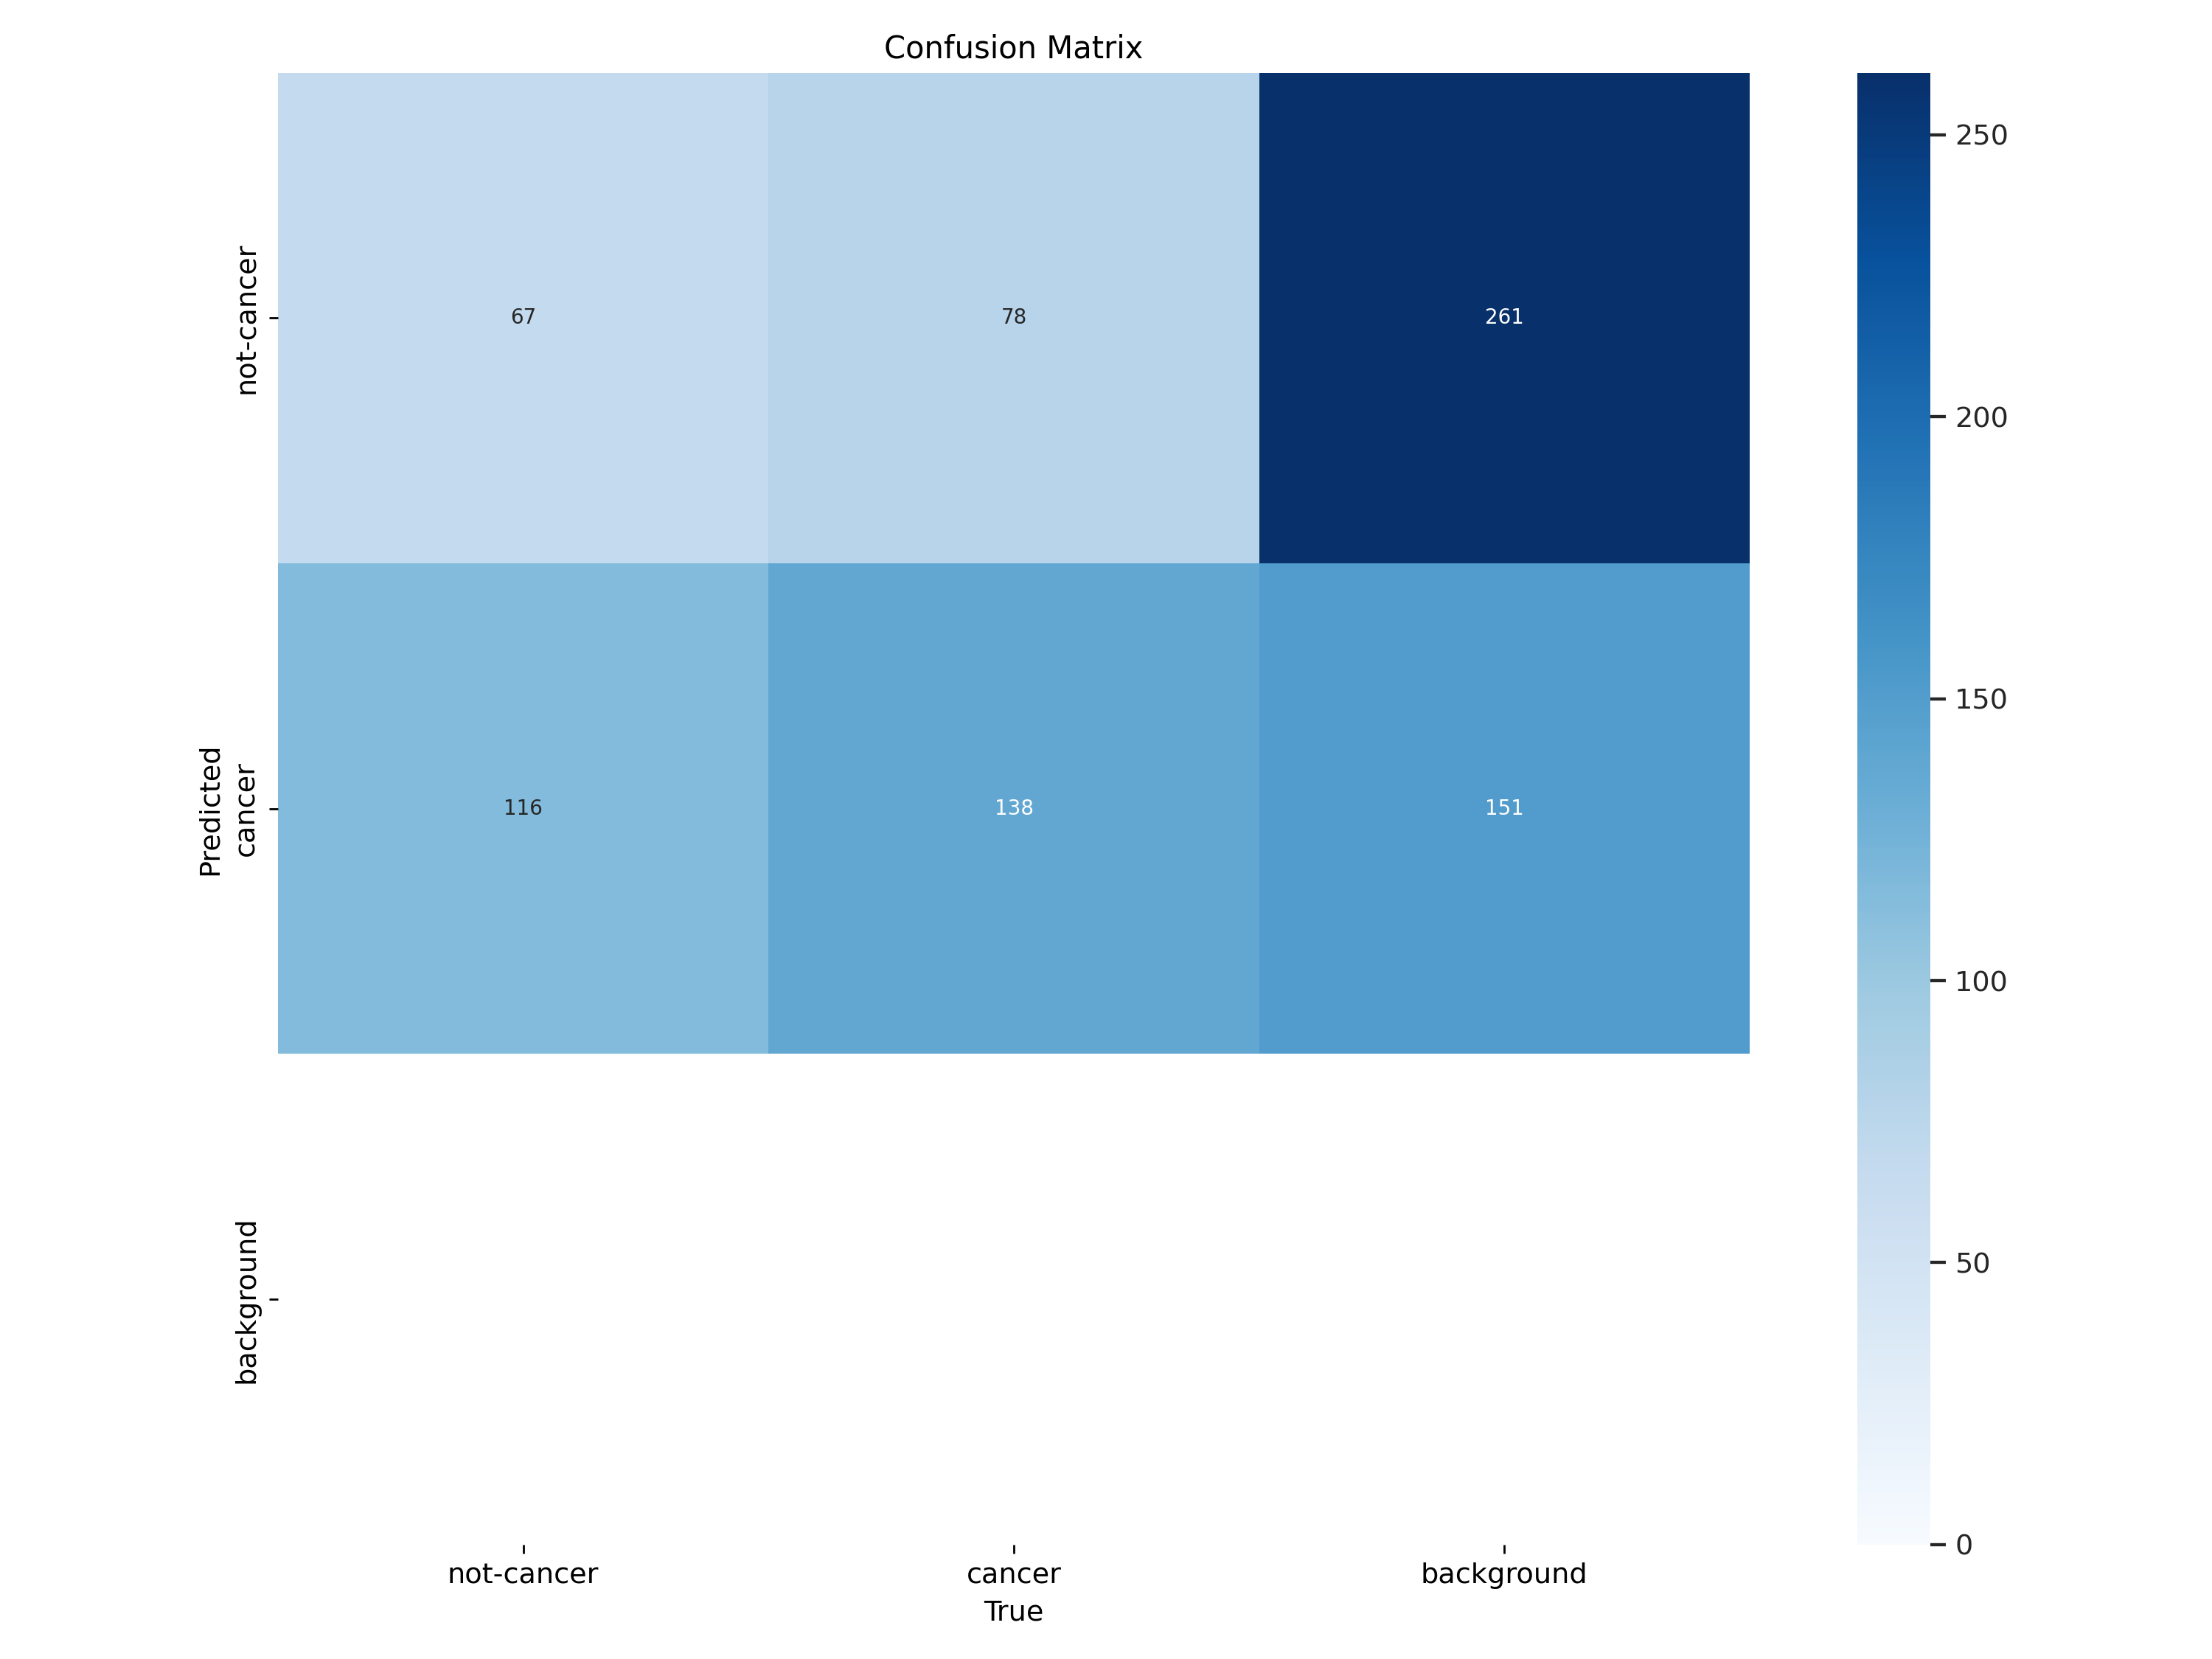 Confusion Matrix
not-cancer
67
78
261
Predicted
cancer
116
138
151
background
not-cancer
cancer
background
True
250
200
150
100
50
0